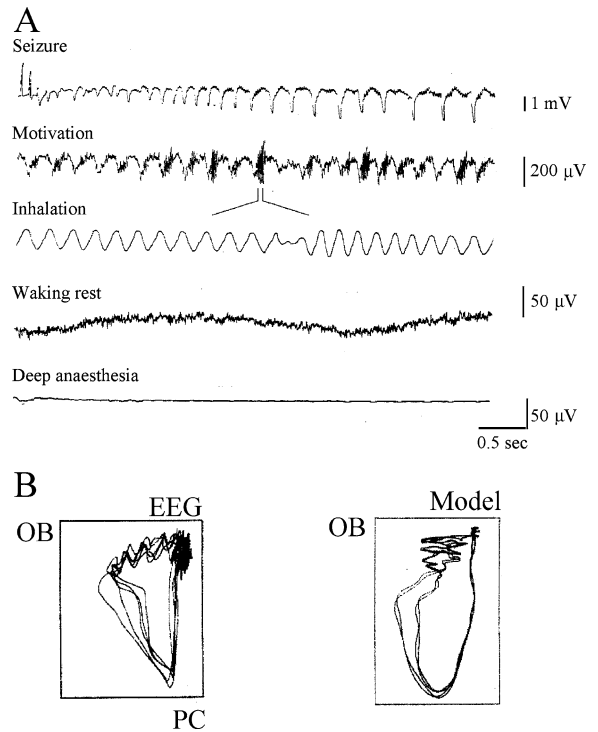 A
Seizure
1 mV
Motivation
200 μV
Inhalation
Waking rest
50 μV
Deep anaesthesia
50 μV
0.5 sec
B
EEG
OB
PC
Model
OB